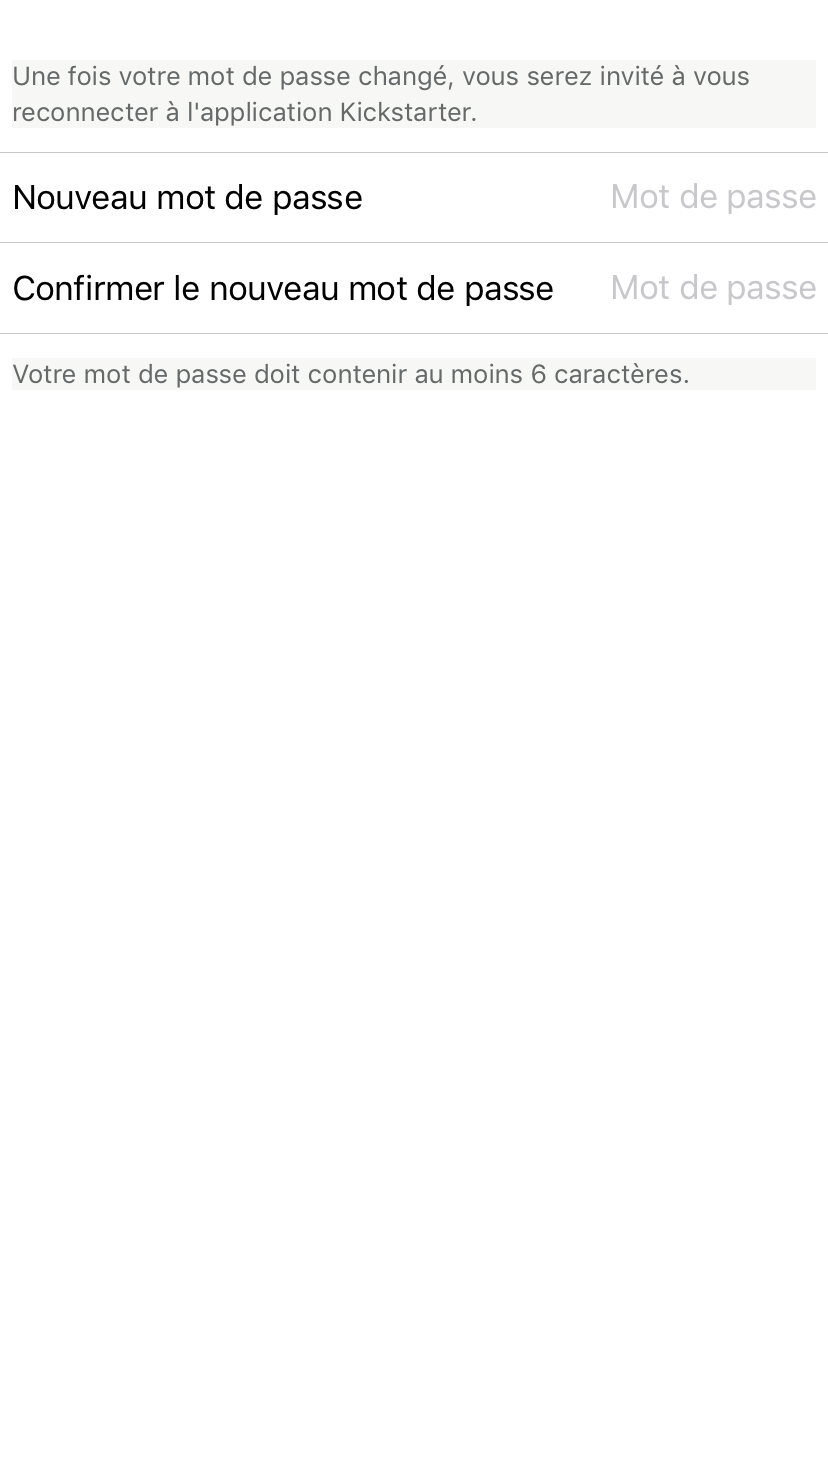 Une fois votre mot de passe changé, vous serez invité à vous
reconnecter à l'application Kickstarter.
Nouveau mot de passe Mot de passe
Confirmer le nouveau mot de passe Mot de passe
Votre mot de passe doit contenir au moins 6 caractères.